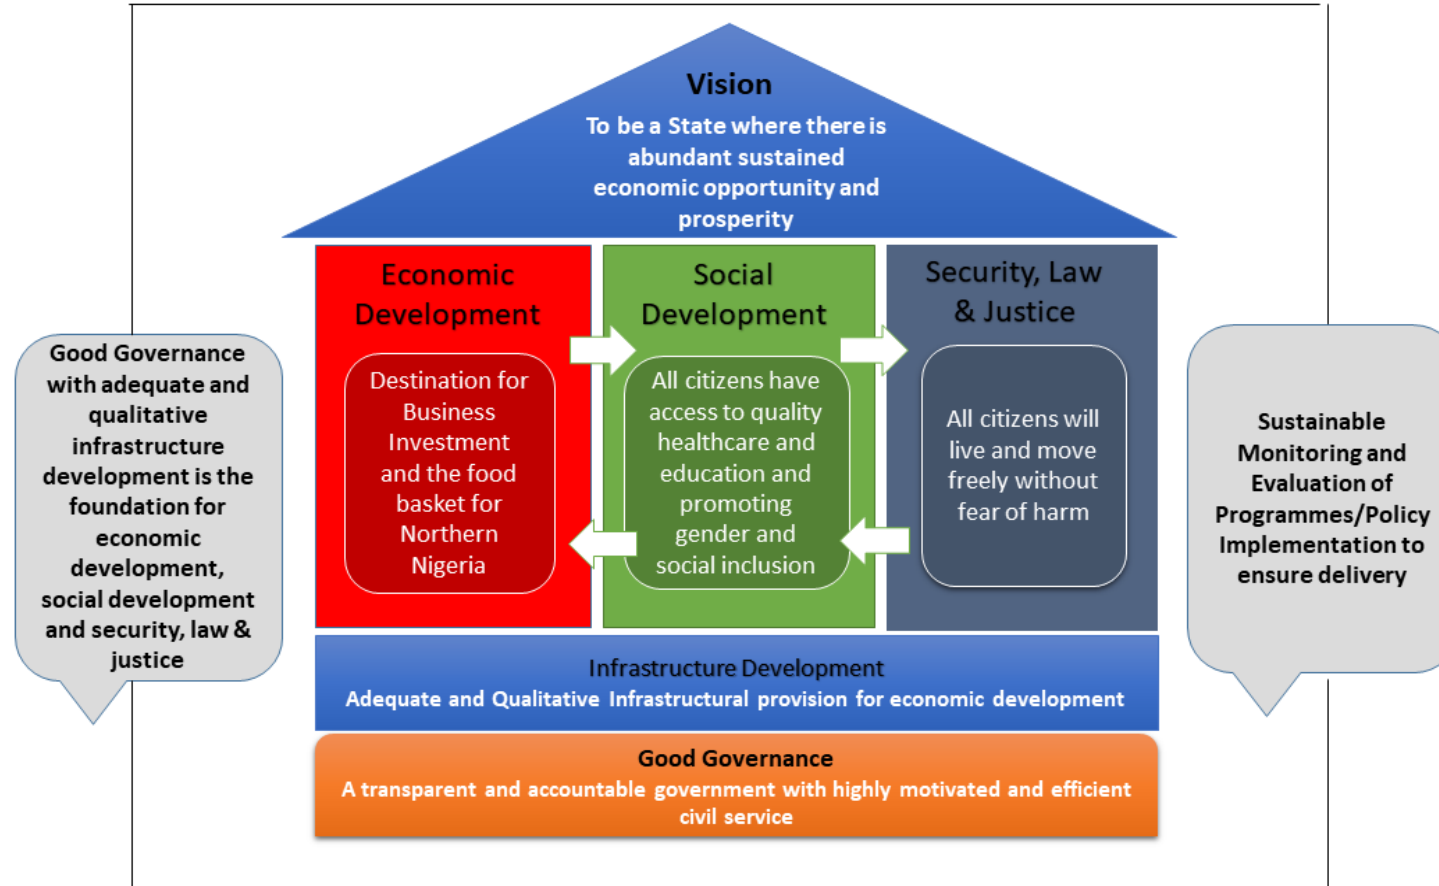 Vision
To be a State where there is
abundant sustained
economic opportunity and
prosperity
Economic
Development
Destination for
Business
Investment
and the food
basket for
Northern
Nigeria
Social
Development
All citizens have
access to quality
healthcare and
education and
promoting
gender and
social inclusion
Security, Law
& Justice
All citizens will
live and move
freely without
fear of harm
Good Governance
with adequate and
qualitative
infrastructure
development is the
foundation for
economic
development,
social development
and security, law &
justice
Sustainable
Monitoring and
Evaluation of
Programmes/Policy
Implementation to
ensure delivery
Infrastructure Development
Adequate and Qualitative Infrastructural provision for economic development
Good Governance
A transparent and accountable government with highly motivated and efficient
civil service